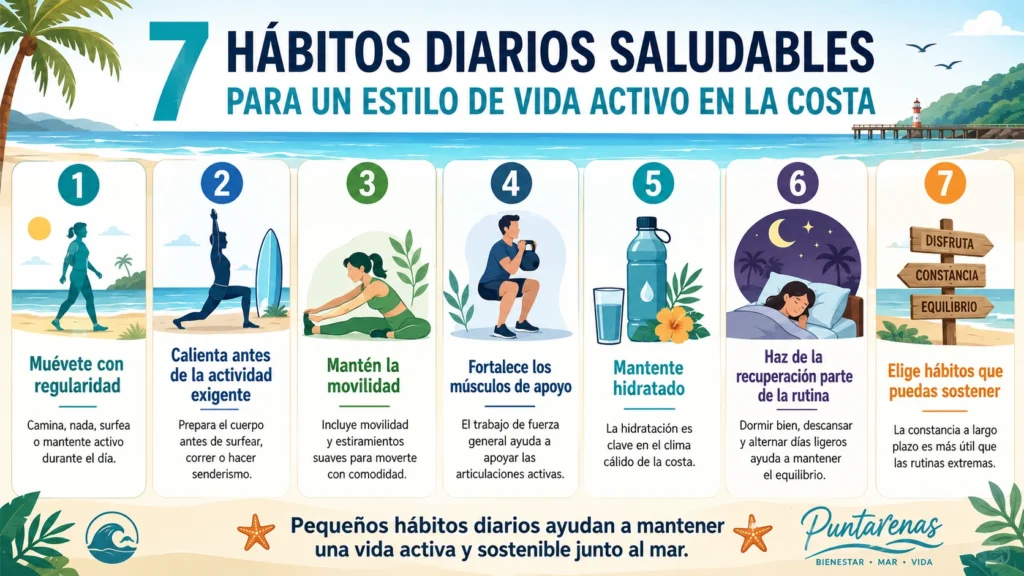 7 HÁBITOS DIARIOS SALUDABLES
PARA UN ESTILO DE VIDA ACTIVO EN LA COSTA
1
Muévete con
regularidad
Camina, nada, surfea
o mantente activo
durante el día.
2
Calienta antes
de la actividad
exigente
Prepara el cuerpo
antes de surfear,
correr o hacer
senderismo.
3
Mantén la
movilidad
Incluye movilidad
y estiramientos
suaves para moverte
con comodidad.
4
Fortalece los
músculos de apoyo
El trabajo de fuerza
general ayuda a
apoyar las
articulaciones activas.
5
Mantente
hidratado
La hidratación es
clave en el clima
cálido de la costa.
6
Haz de la
recuperación parte
de la rutina
Dormir bien, descansar
y alternar días ligeros
ayuda a mantener
el equilibrio.
7
DISFRUTA
CONSTANCIA
EQUILIBRIO
Elige hábitos que
puedas sostener
La constancia a largo
plazo es más útil que
las rutinas extremas.
Pequeños hábitos diarios ayudan a mantener
una vida activa y sostenible junto al mar.
Puntarenas
BIENESTAR • MAR • VIDA